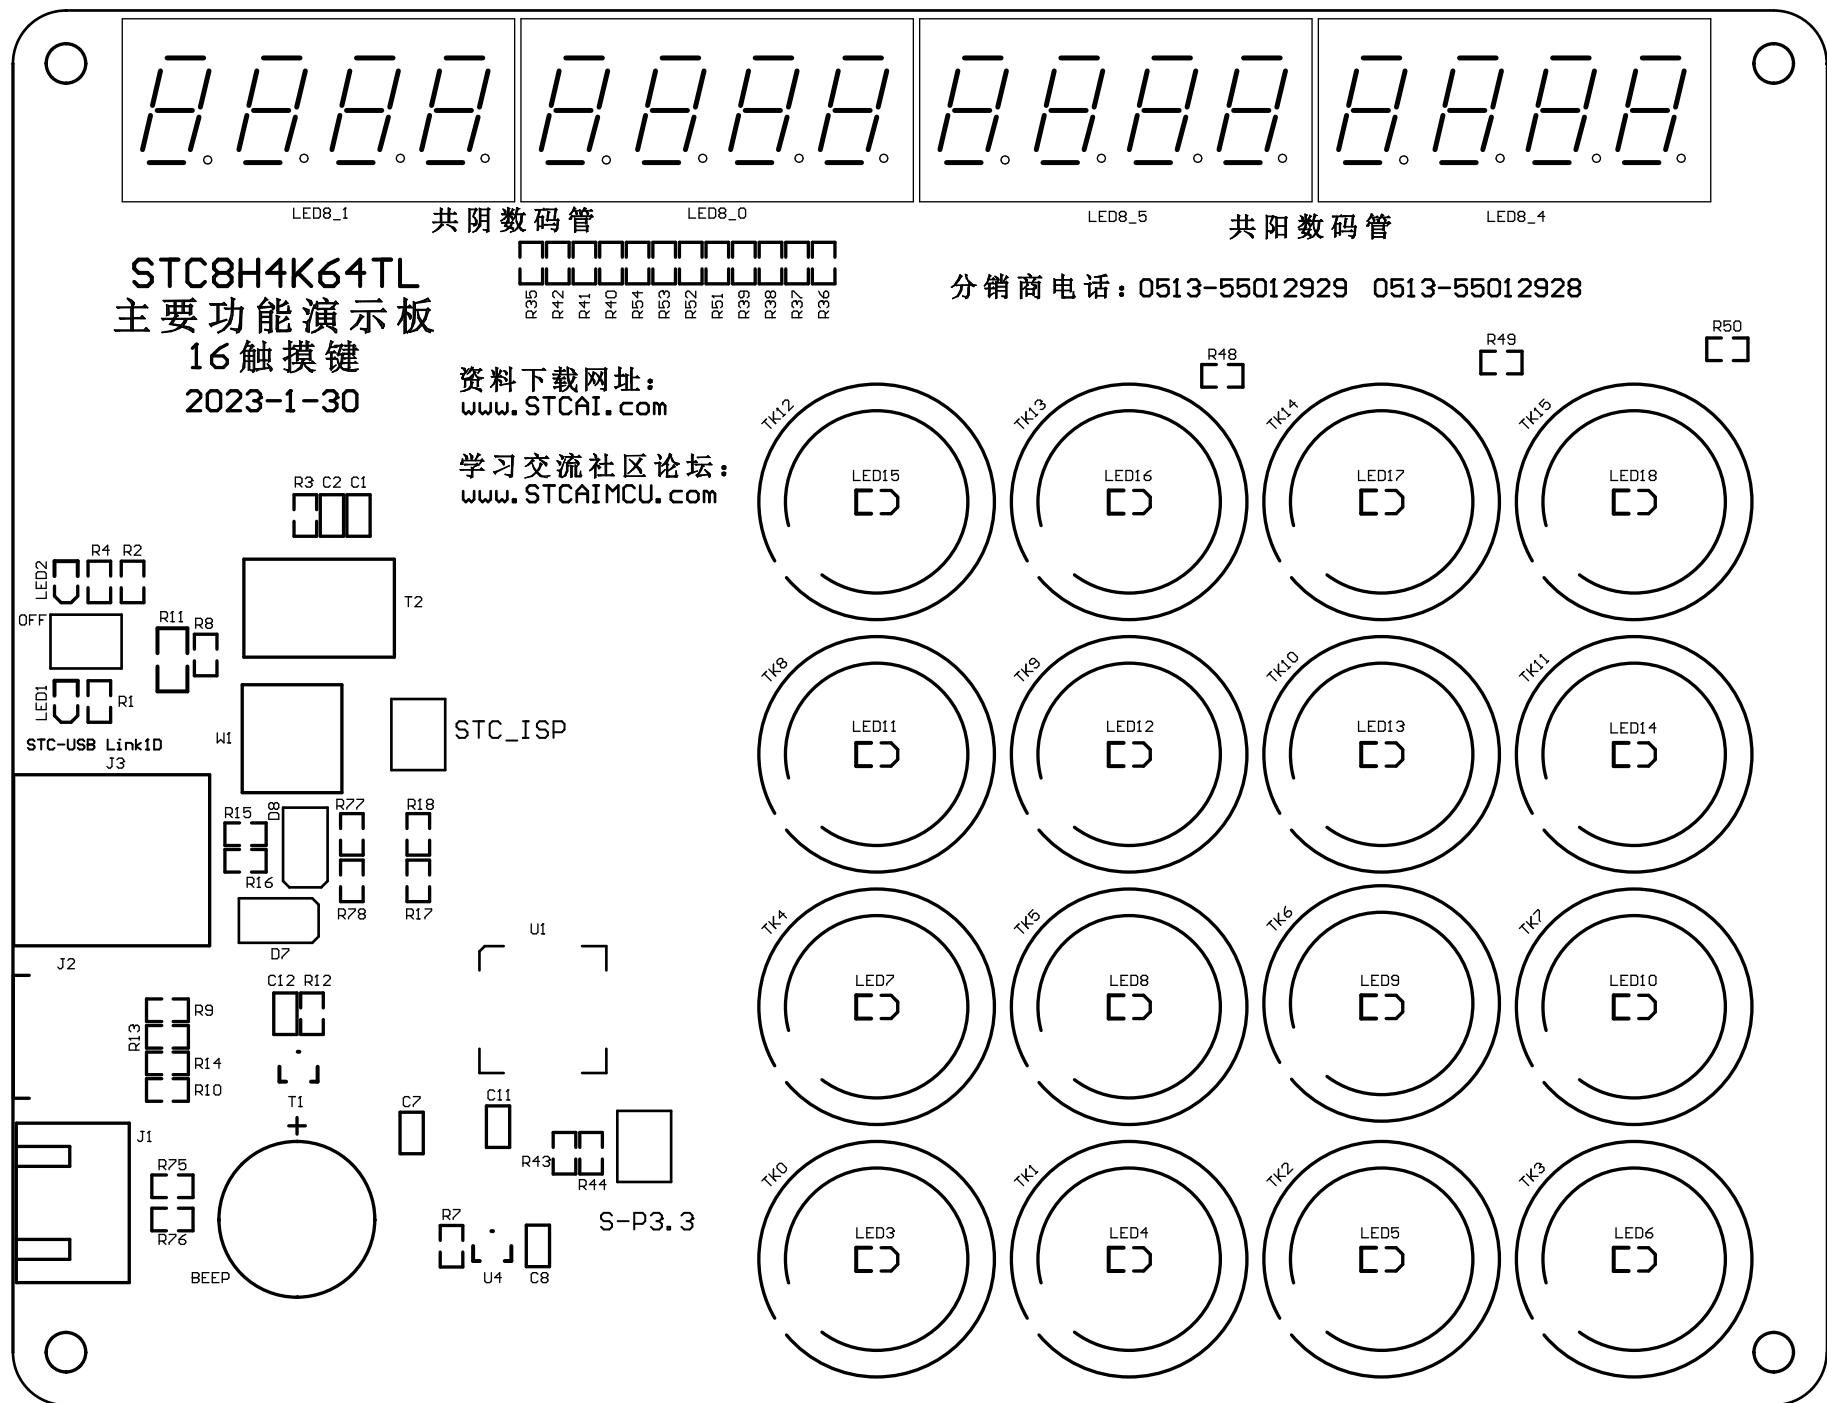 LED8_1
共阴数码管
LED8_0
LED8_5
共阳数码管
LED8_4
R35 R42 R41 R40 R54 R53 R52 R51 R39 R38 R37 R36
STC8H4K64TL
主要功能演示板
16触摸键
2023-1-30
分销商电话：0513-55012929 0513-55012928
资料下载网址：
www.STCAI.com
学习交流社区论坛：
www.STCAIMCU.com
R48
R49
R50
TK12
TK13
TK14
TK15
LED15
LED16
LED17
LED18
R3 C2 C1
LED2
R4
R2
T2
OFF
R11
R8
LED1
R1
STC-USB Link1D
J3
W1
STC_ISP
TK8
TK9
TK10
TK11
LED11
LED12
LED13
LED14
R15
D8
R77
R18
R16
R78
R17
D7
U1
J2
C12
R12
TK4
TK5
TK6
TK7
LED7
LED8
LED9
LED10
R9
R13
R14
R10
T1
+
C7
C11
J1
R75
R76
BEEP
R43
R44
S-P3.3
R7
U4
C8
TK0
TK1
TK2
TK3
LED3
LED4
LED5
LED6